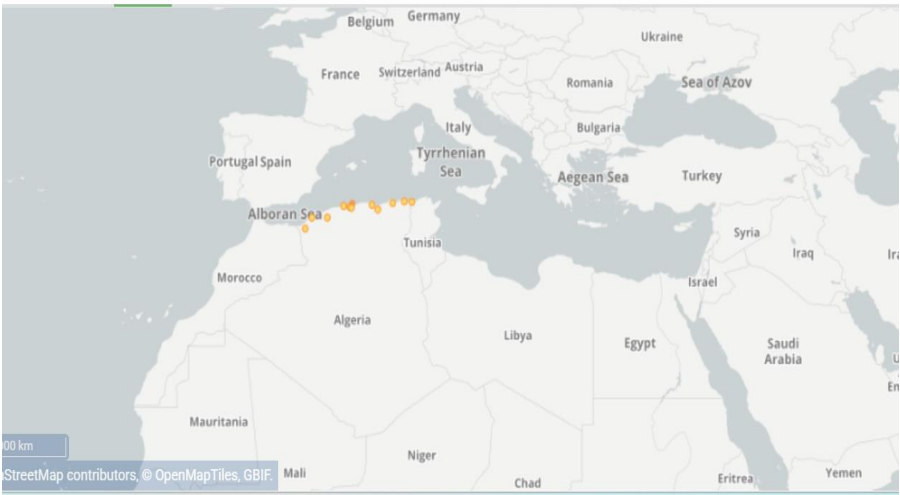 Belgium
Germany
Ukraine
France
Switzerland
Austria
Romania
Sea of Azov
Italy
Bulgaria
Portugal
Spain
Tyrrhenian
Sea
Aegean Sea
Turkey
Alboran Sea
Tunisia
Syria
Iraq
Morocco
Israel
Algeria
Libya
Egypt
Saudi
Arabia
Mauritania
000 km
Niger
StreetMap contributors, © OpenMapTiles, GBIF.
Mali
Chad
Eritrea
Yemen